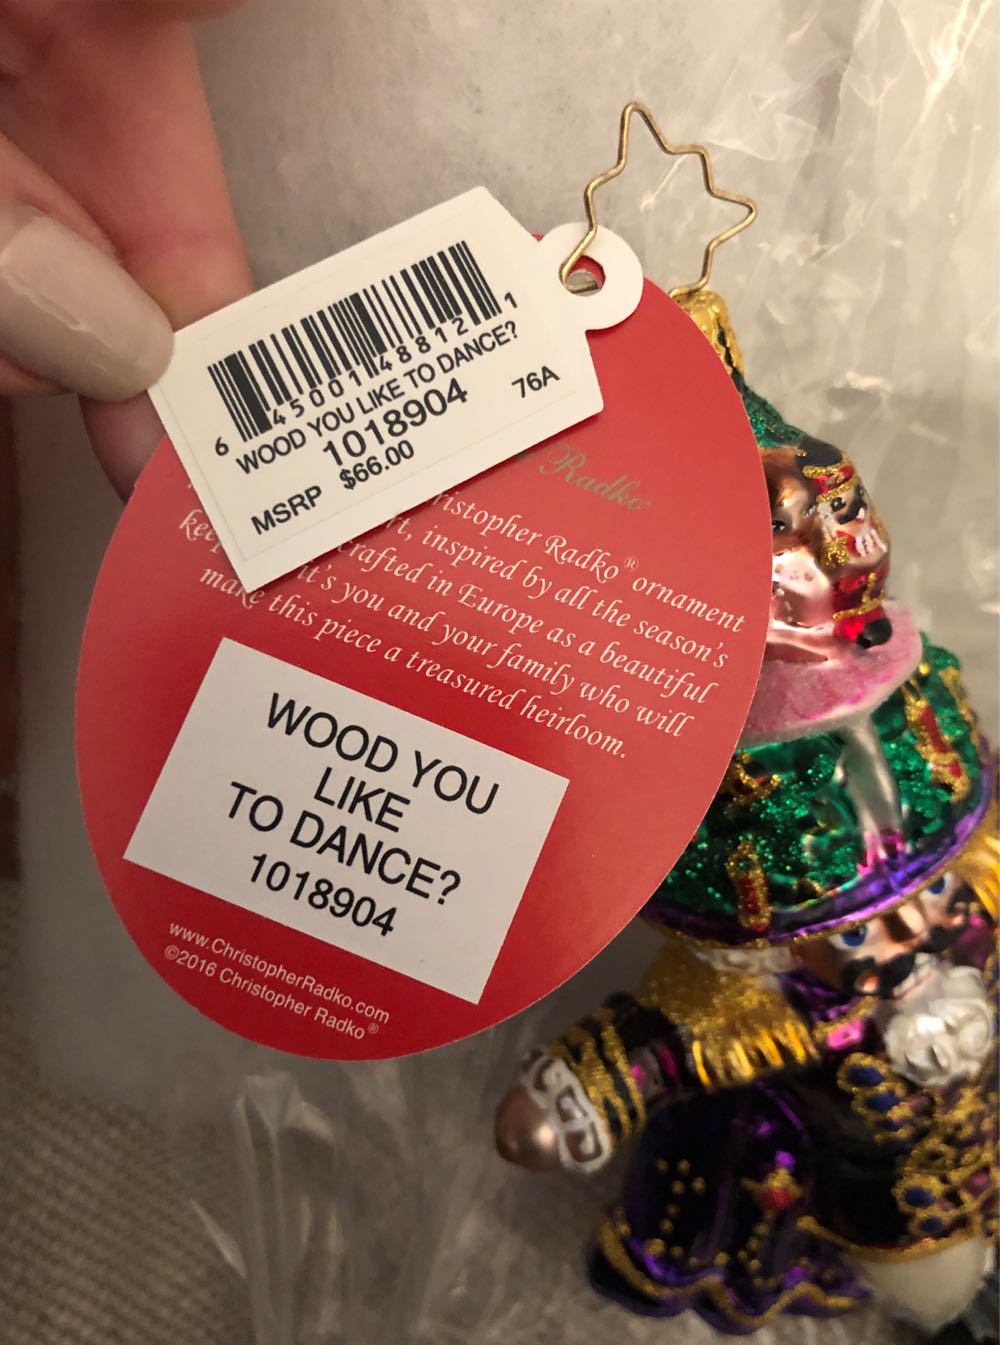 6 45001 48812 1
WOOD YOU LIKE TO DANCE?
1018904
76A
MSRP $66.00
Radko
ristopher Radko® ornament
t, inspired by all the season's
crafted in Europe as a beautiful
kee it's you and your family who will
make this piece a treasured heirloom.
WOOD YOU
LIKE
TO DANCE?
1018904
www.ChristopherRadko.com
©2016 Christopher Radko®